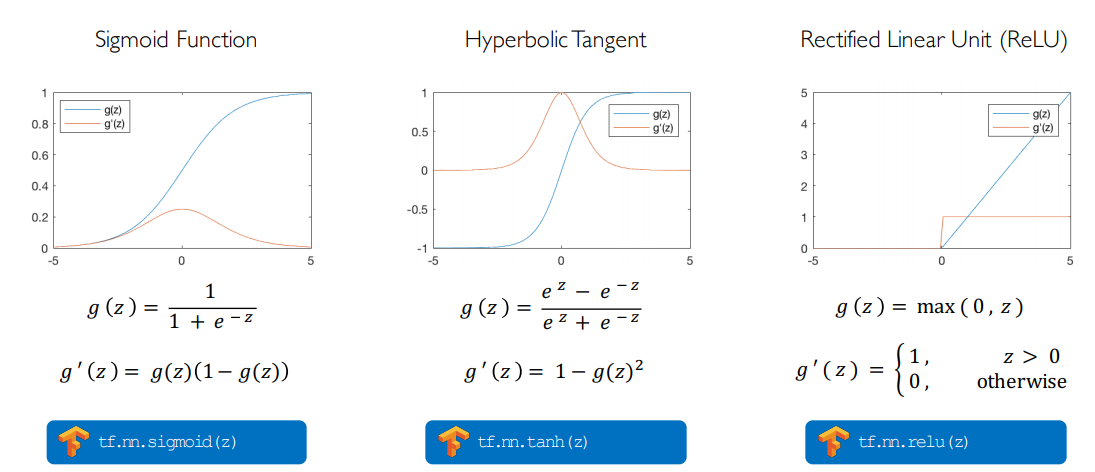 Sigmoid Function
1
0.8
0.6
0.4
0.2
0
-5
0
5
g(z)
g'(z)
g(z) = 1 / (1 + e^{-z})
g'(z) = g(z)(1 − g(z))
tf.nn.sigmoid(z)
Hyperbolic Tangent
1
0.5
0
-0.5
-1
-5
0
5
g(z)
g'(z)
g(z) = (e^z − e^{-z}) / (e^z + e^{-z})
g'(z) = 1 − g(z)²
tf.nn.tanh(z)
Rectified Linear Unit (ReLU)
5
4
3
2
1
0
-5
0
5
g(z)
g'(z)
g(z) = max(0, z)
g'(z) = { 1, z > 0
0, otherwise
tf.nn.relu(z)